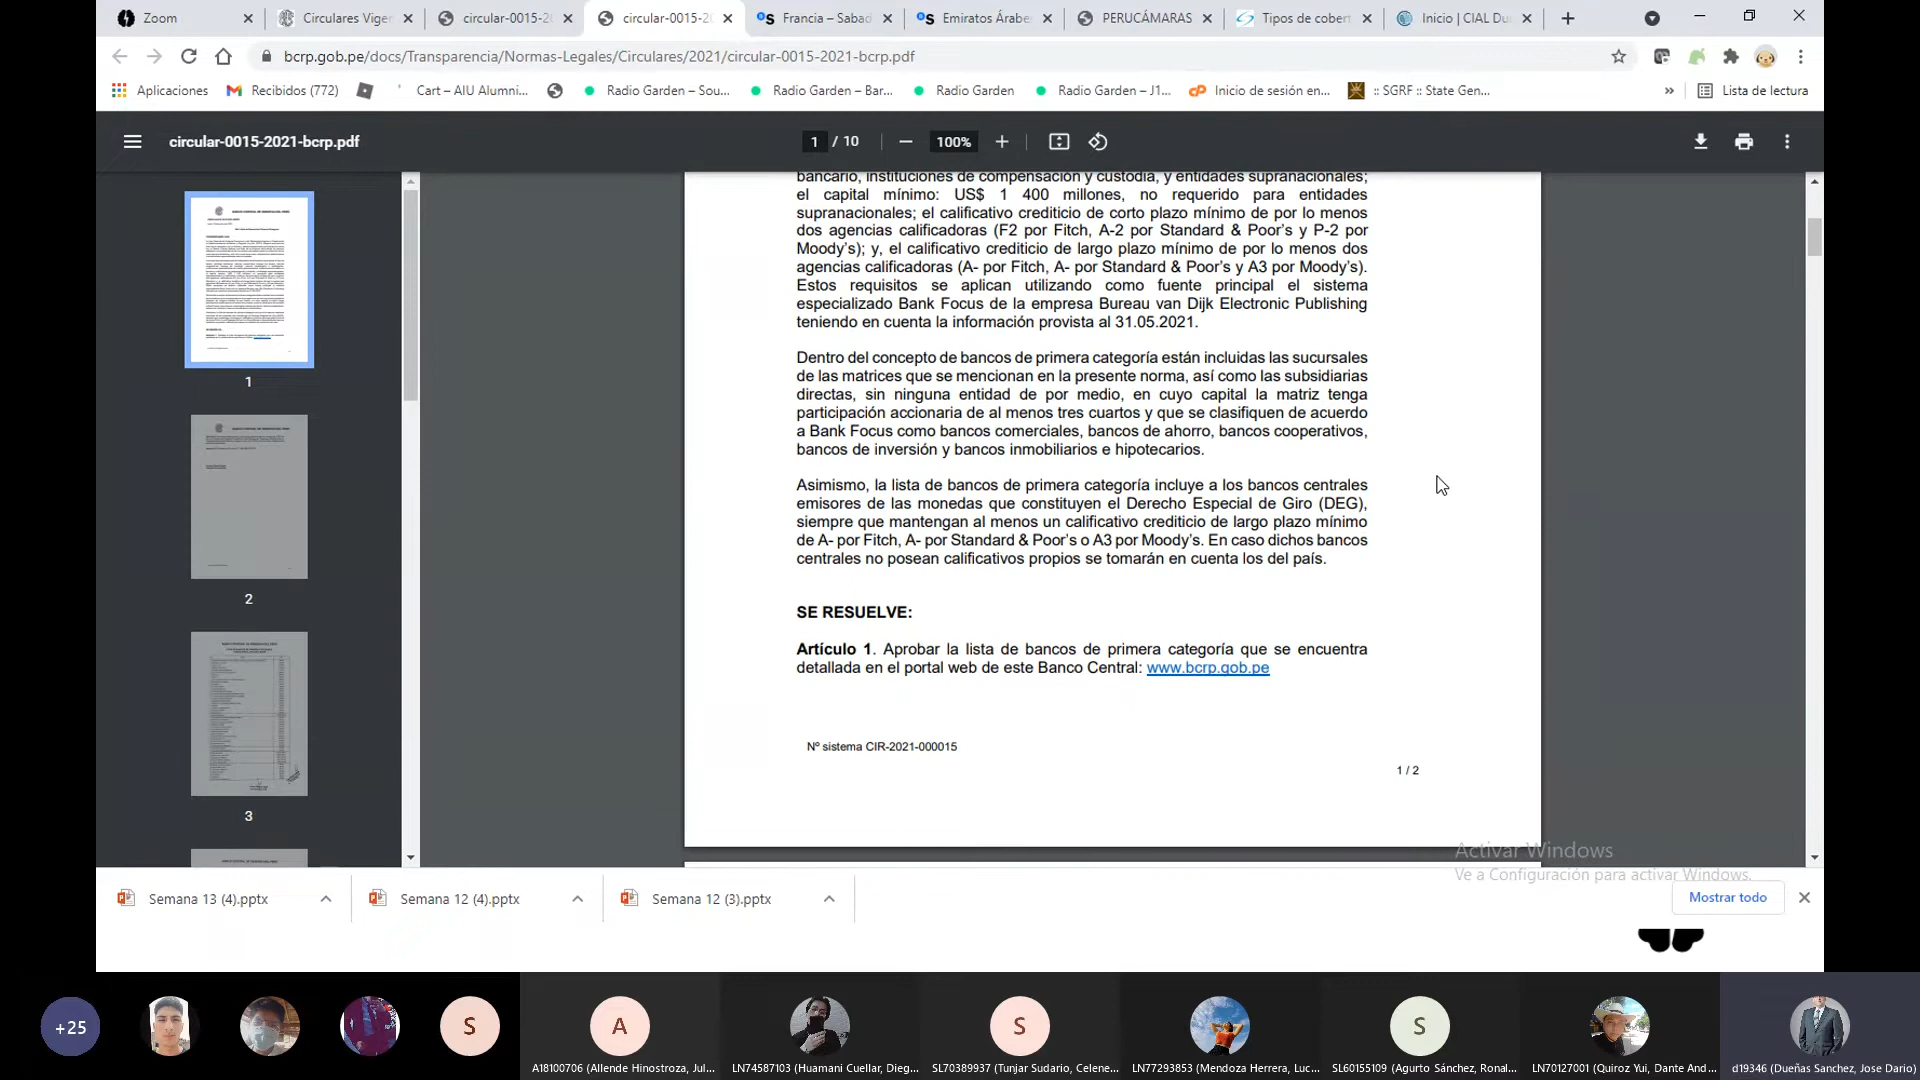 Zoom
Circulares Viger
circular-0015-2
circular-0015-20
Francia – Sabad
Emiratos Árabe
PERUCÁMARAS
Tipos de cobert
Inicio | CIAL Du
bcrp.gob.pe/docs/Transparencia/Normas-Legales/Circulares/2021/circular-0015-2021-bcrp.pdf
Aplicaciones
Recibidos (772)
Cart – AIU Alumni...
Radio Garden – Sou...
Radio Garden – Bar...
Radio Garden
Radio Garden – J1...
Inicio de sesión en...
:: SGRF :: State Gen...
»
Lista de lectura
circular-0015-2021-bcrp.pdf
1 / 10
100%
bancario, instituciones de compensación y custodia, y entidades supranacionales;
el capital mínimo: US$ 1 400 millones, no requerido para entidades
supranacionales; el calificativo crediticio de corto plazo mínimo de por lo menos
dos agencias calificadoras (F2 por Fitch, A-2 por Standard & Poor's y P-2 por
Moody's); y, el calificativo crediticio de largo plazo mínimo de por lo menos dos
agencias calificadoras (A- por Fitch, A- por Standard & Poor's y A3 por Moody's).
Estos requisitos se aplican utilizando como fuente principal el sistema
especializado Bank Focus de la empresa Bureau van Dijk Electronic Publishing
teniendo en cuenta la información provista al 31.05.2021.
Dentro del concepto de bancos de primera categoría están incluidas las sucursales
de las matrices que se mencionan en la presente norma, así como las subsidiarias
directas, sin ninguna entidad de por medio, en cuyo capital la matriz tenga
participación accionaria de al menos tres cuartos y que se clasifiquen de acuerdo
a Bank Focus como bancos comerciales, bancos de ahorro, bancos cooperativos,
bancos de inversión y bancos inmobiliarios e hipotecarios.
Asimismo, la lista de bancos de primera categoría incluye a los bancos centrales
emisores de las monedas que constituyen el Derecho Especial de Giro (DEG),
siempre que mantengan al menos un calificativo crediticio de largo plazo mínimo
de A- por Fitch, A- por Standard & Poor's o A3 por Moody's. En caso dichos bancos
centrales no posean calificativos propios se tomarán en cuenta los del país.
SE RESUELVE:
Artículo 1. Aprobar la lista de bancos de primera categoría que se encuentra
detallada en el portal web de este Banco Central: www.bcrp.gob.pe
Nº sistema CIR-2021-000015
1 / 2
1
2
3
Activar Windows
Ve a Configuración para activar Windows.
Semana 13 (4).pptx
Semana 12 (4).pptx
Semana 12 (3).pptx
Mostrar todo
+25
S
A
S
S
A18100706 (Allende Hinostroza, Jul...
LN74587103 (Huamani Cuellar, Dieg...
SL70389937 (Tunjar Sudario, Celene...
LN77293853 (Mendoza Herrera, Luc...
SL60155109 (Agurto Sánchez, Ronal...
LN70127001 (Quiroz Yui, Dante And...
d19346 (Dueñas Sanchez, Jose Dario)